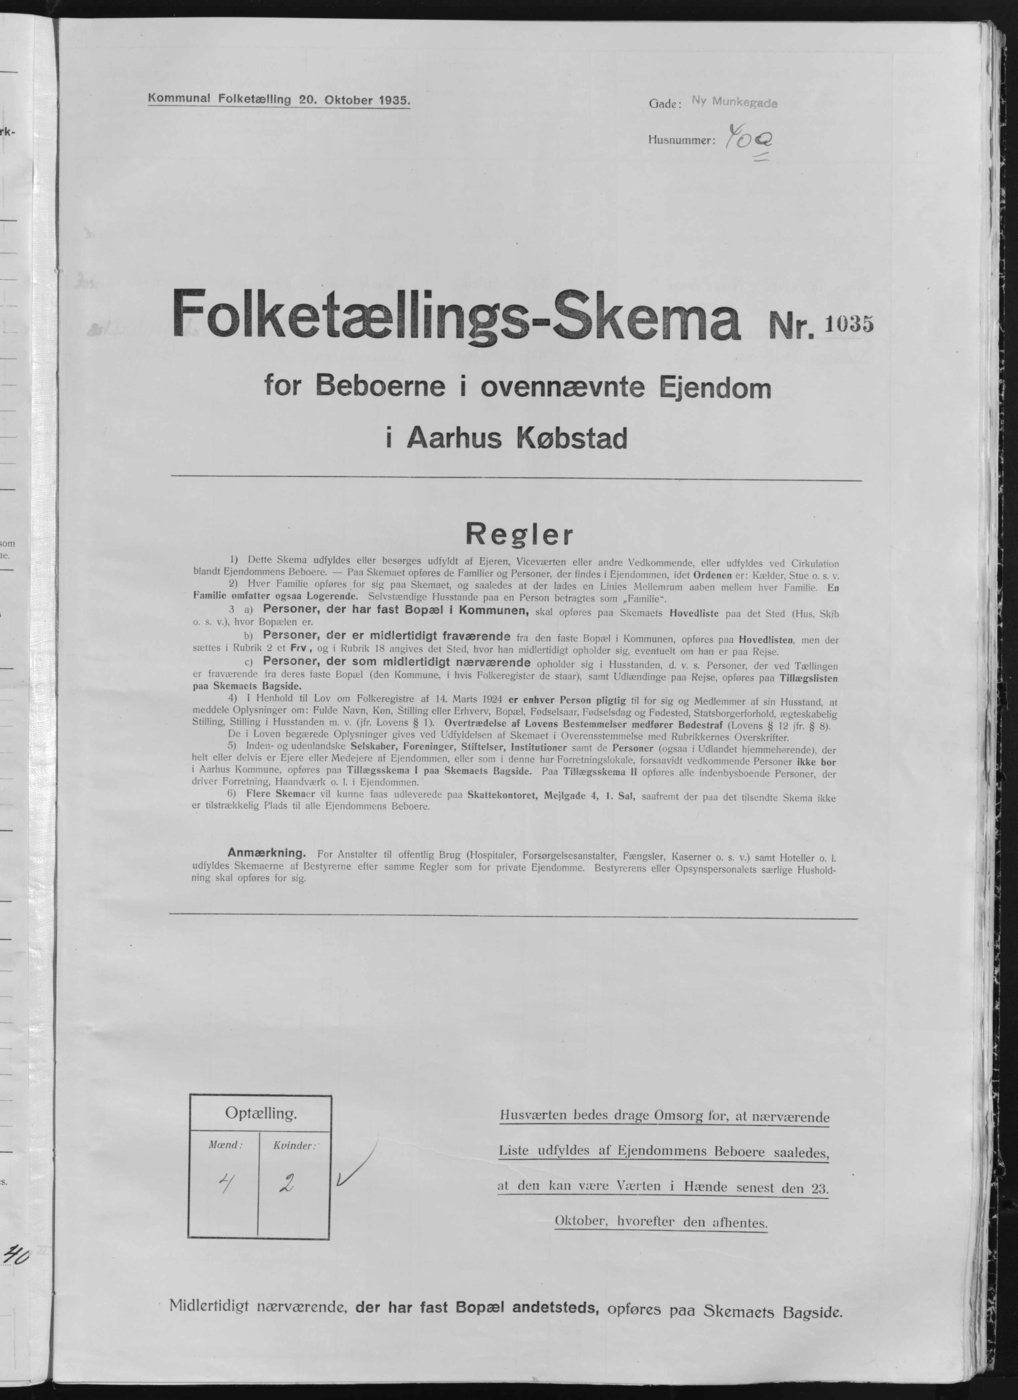 Kommunal Folketælling 20. Oktober 1935.
Gade: Ny Munkegade
Husnummer: 40a
Folketællings-Skema Nr. 1035
for Beboerne i ovennævnte Ejendom
i Aarhus Købstad
Regler
1) Dette Skema udfyldes eller besørges udfyldt af Ejeren, Viceværten eller andre Vedkommende, eller udfyldes ved Cirkulation
blandt Ejendommens Beboere. — Paa Skemaet opføres de Familier og Personer, der findes i Ejendommen, idet Ordenen er: Kælder, Stue o. s. v.
2) Hver Familie opføres for sig paa Skemaet, og saaledes at der lades en Linies Mellemrum aaben mellem hver Familie. En
Familie omfatter ogsaa Logerende. Selvstændige Husstande paa en Person betragtes som „Familie".
3 a) Personer, der har fast Bopæl i Kommunen, skal opføres paa Skemaets Hovedliste paa det Sted (Hus, Skib
o. s. v.), hvor Bopælen er.
b) Personer, der er midlertidigt fraværende fra den faste Bopæl i Kommunen, opføres paa Hovedlisten, men der
sættes i Rubrik 2 et Frv., og i Rubrik 18 angives det Sted, hvor han midlertidigt opholder sig, eventuelt om han er paa Rejse.
c) Personer, der som midlertidigt nærværende opholder sig i Husstanden, d. v. s. Personer, der ved Tællingen
er fraværende fra deres faste Bopæl (den Kommune, i hvis Folkeregister de staar), samt Udlændinge paa Rejse, opføres paa Tillægslisten
paa Skemaets Bagside.
4) I Henhold til Lov om Folkeregistre af 14. Marts 1924 er enhver Person pligtig til for sig og Medlemmer af sin Husstand, at
meddele Oplysninger om: Fulde Navn, Køn, Stilling eller Erhverv, Bopæl, Fødselsaar, Fødselsdag og Fødested, Statsborgerforhold, ægteskabelig
Stilling, Stilling i Husstanden m. v. (jfr. Lovens § 1). Overtrædelse af Lovens Bestemmelser medfører Bødestraf (Lovens § 12 jfr. § 8).
De i Loven begærede Oplysninger gives ved Udfyldelsen af Skemaet i Overensstemmelse med Rubrikkernes Overskrifter.
5) Inden- og udenlandske Selskaber, Foreninger, Stiftelser, Institutioner samt de Personer (ogsaa i Udlandet hjemmehørende), der
helt eller delvis er Ejere eller Medejere af Ejendommen, eller som i denne har Forretningslokale, forsaavidt vedkommende Personer ikke bor
i Aarhus Kommune, opføres paa Tillægsskema I paa Skemaets Bagside. Paa Tillægsskema II opføres alle indenbysboende Personer, der
driver Forretning, Haandværk o. l. i Ejendommen.
6) Flere Skemaer vil kunne faas udleverede paa Skattekontoret, Mejlgade 4, 1. Sal, saafremt der paa det tilsendte Skema ikke
er tilstrækkelig Plads til alle Ejendommens Beboere.
Anmærkning. For Anstalter til offentlig Brug (Hospitaler, Forsørgelsesanstalter, Fængsler, Kaserner o. s. v.) samt Hoteller o. l.
udfyldes Skemaerne af Bestyrerne efter samme Regler som for private Ejendomme. Bestyrerens eller Opsynspersonalets særlige Hushold-
ning skal opføres for sig.
Optælling.
Mænd: Kvinder:
4 2
Husværten bedes drage Omsorg for, at nærværende
Liste udfyldes af Ejendommens Beboere saaledes,
at den kan være Værten i Hænde senest den 23.
Oktober, hvorefter den afhentes.
Midlertidigt nærværende, der har fast Bopæl andetsteds, opføres paa Skemaets Bagside.
rk-
som
te.
s.
40